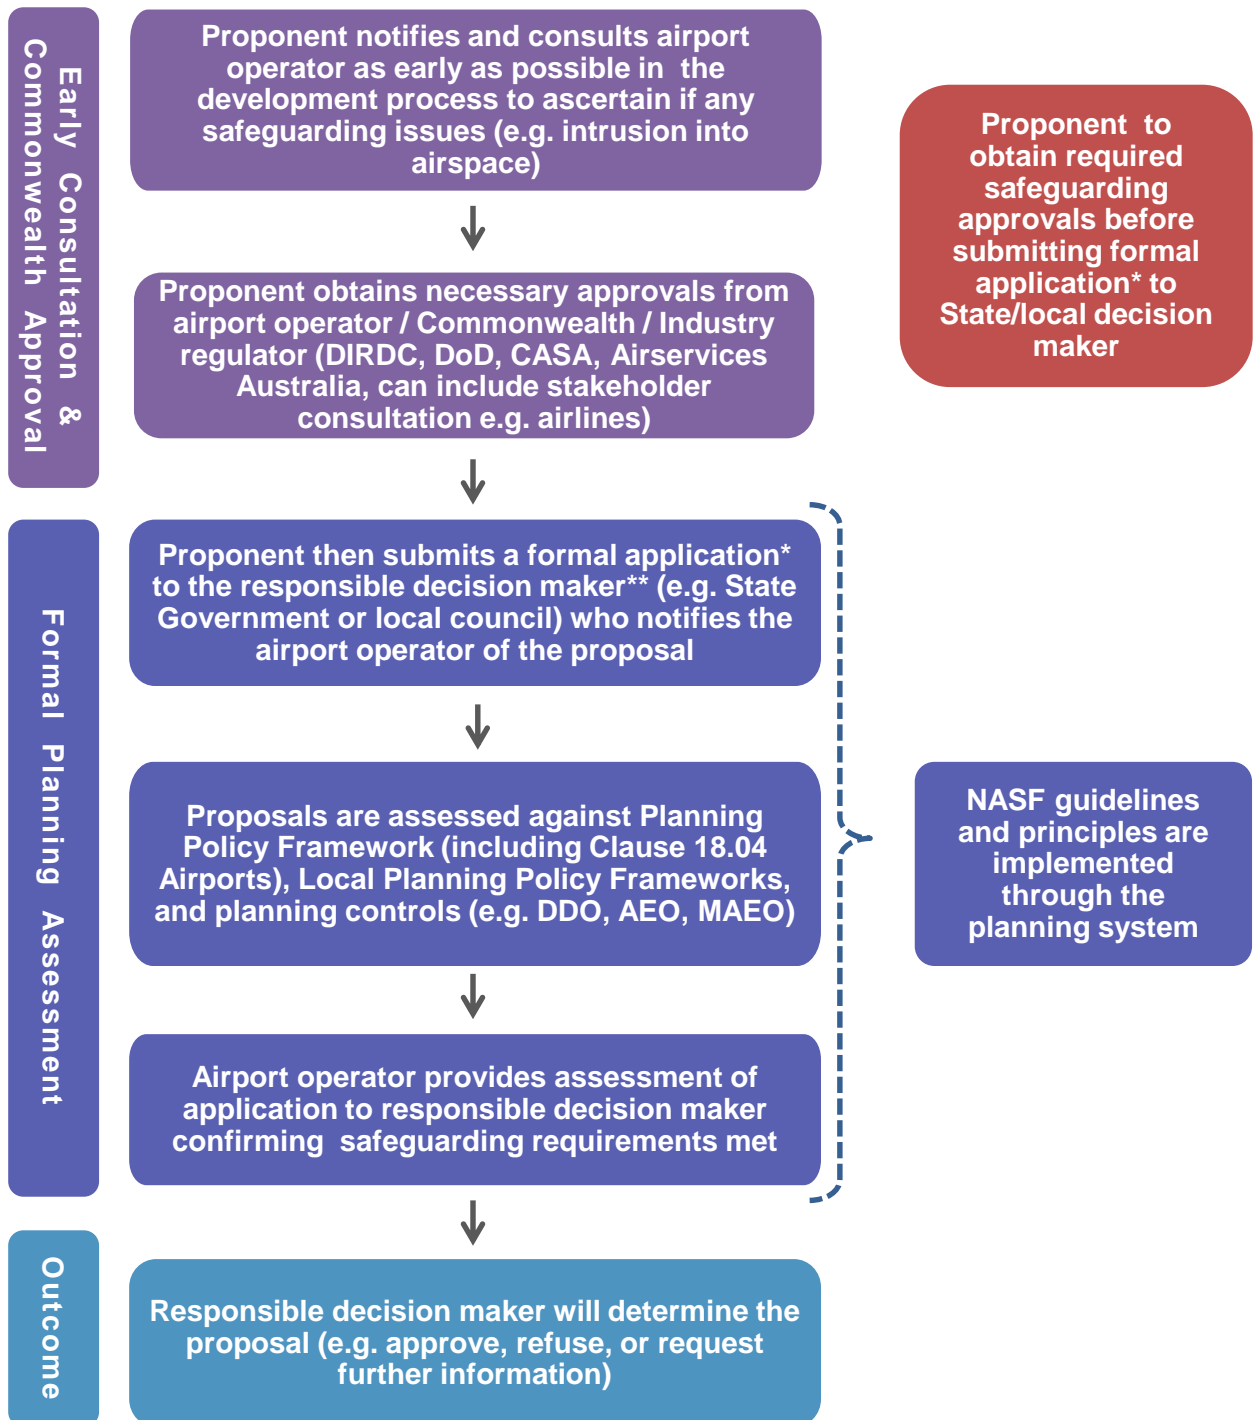 Early Consultation &
Commonwealth Approval
Proponent notifies and consults airport
operator as early as possible in the
development process to ascertain if any
safeguarding issues (e.g. intrusion into
airspace)
Proponent to
obtain required
safeguarding
approvals before
submitting formal
application* to
State/local decision
maker
Proponent obtains necessary approvals from
airport operator / Commonwealth / Industry
regulator (DIRDC, DoD, CASA, Airservices
Australia, can include stakeholder
consultation e.g. airlines)
Formal Planning Assessment
Proponent then submits a formal application*
to the responsible decision maker** (e.g. State
Government or local council) who notifies the
airport operator of the proposal
Proposals are assessed against Planning
Policy Framework (including Clause 18.04
Airports), Local Planning Policy Frameworks,
and planning controls (e.g. DDO, AEO, MAEO)
NASF guidelines
and principles are
implemented
through the
planning system
Airport operator provides assessment of
application to responsible decision maker
confirming safeguarding requirements met
Outcome
Responsible decision maker will determine the
proposal (e.g. approve, refuse, or request
further information)